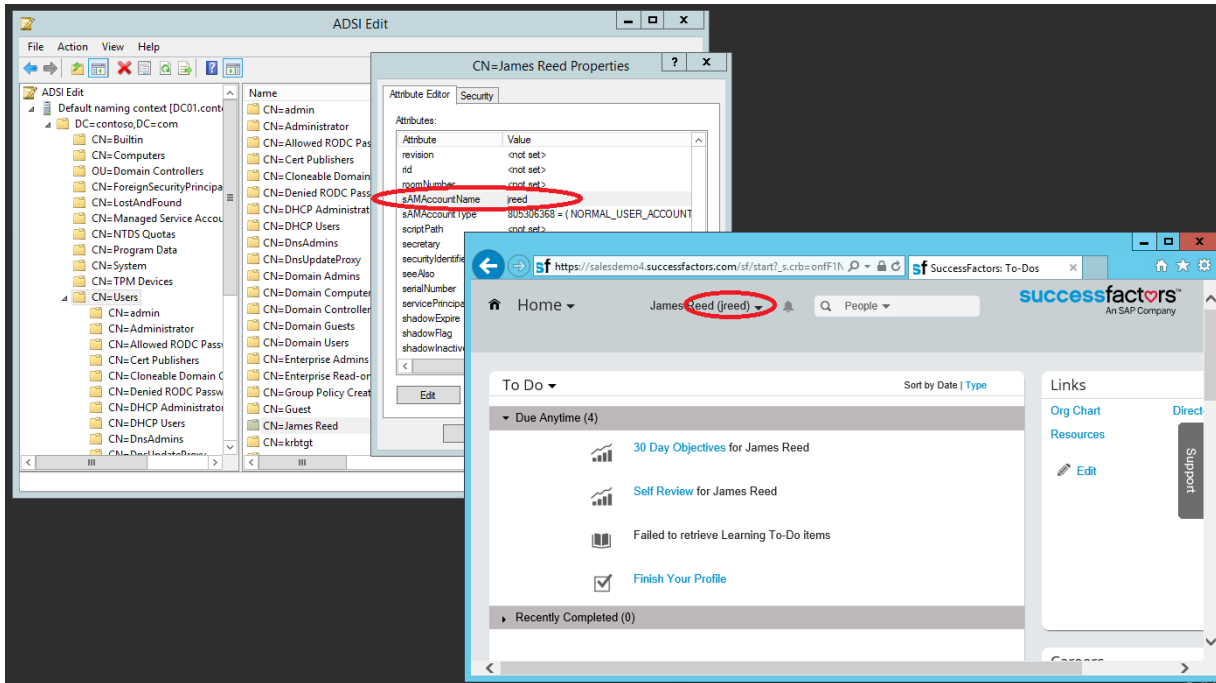 ADSI Edit
File Action View Help
ADSI Edit
Default naming context [DC01.conto
DC=contoso,DC=com
CN=Builtin
CN=Computers
OU=Domain Controllers
CN=ForeignSecurityPrincipa
CN=LostAndFound
CN=Managed Service Accou
CN=NTDS Quotas
CN=Program Data
CN=System
CN=TPM Devices
CN=Users
CN=admin
CN=Administrator
CN=Allowed RODC Passw
CN=Cert Publishers
CN=Cloneable Domain C
CN=Denied RODC Passw
CN=DHCP Administrator
CN=DHCP Users
CN=DnsAdmins
CN=DnsUpdateProxy
Name
CN=admin
CN=Administrator
CN=Allowed RODC Pas
CN=Cert Publishers
CN=Cloneable Domain
CN=Denied RODC Pass
CN=DHCP Administrat
CN=DHCP Users
CN=DnsAdmins
CN=DnsUpdateProxy
CN=Domain Admins
CN=Domain Computer
CN=Domain Controller
CN=Domain Guests
CN=Domain Users
CN=Enterprise Admins
CN=Enterprise Read-on
CN=Group Policy Creat
CN=Guest
CN=James Reed
CN=krbtgt
CN=James Reed Properties
? x
Attribute Editor Security
Attributes:
Attribute Value
revision <not set>
rid <not set>
roomNumber <not set>
sAMAccountName jreed
sAMAccountType 805306368 = ( NORMAL_USER_ACCOUNT
scriptPath <not set>
secretary
securityIdentifie
seeAlso
serialNumber
servicePrincipa
shadowExpire
shadowFlag
shadowInactive
Edit
sf https://salesdemo4.successfactors.com/sf/start?_s.crb=onfF1N
sf SuccessFactors: To-Dos
Home
James Reed (jreed)
People
successfactors™
An SAP Company
To Do
Sort by Date | Type
Due Anytime (4)
30 Day Objectives for James Reed
Self Review for James Reed
Failed to retrieve Learning To-Do items
Finish Your Profile
Recently Completed (0)
Links
Org Chart Direct
Resources
Edit
Support
Careers